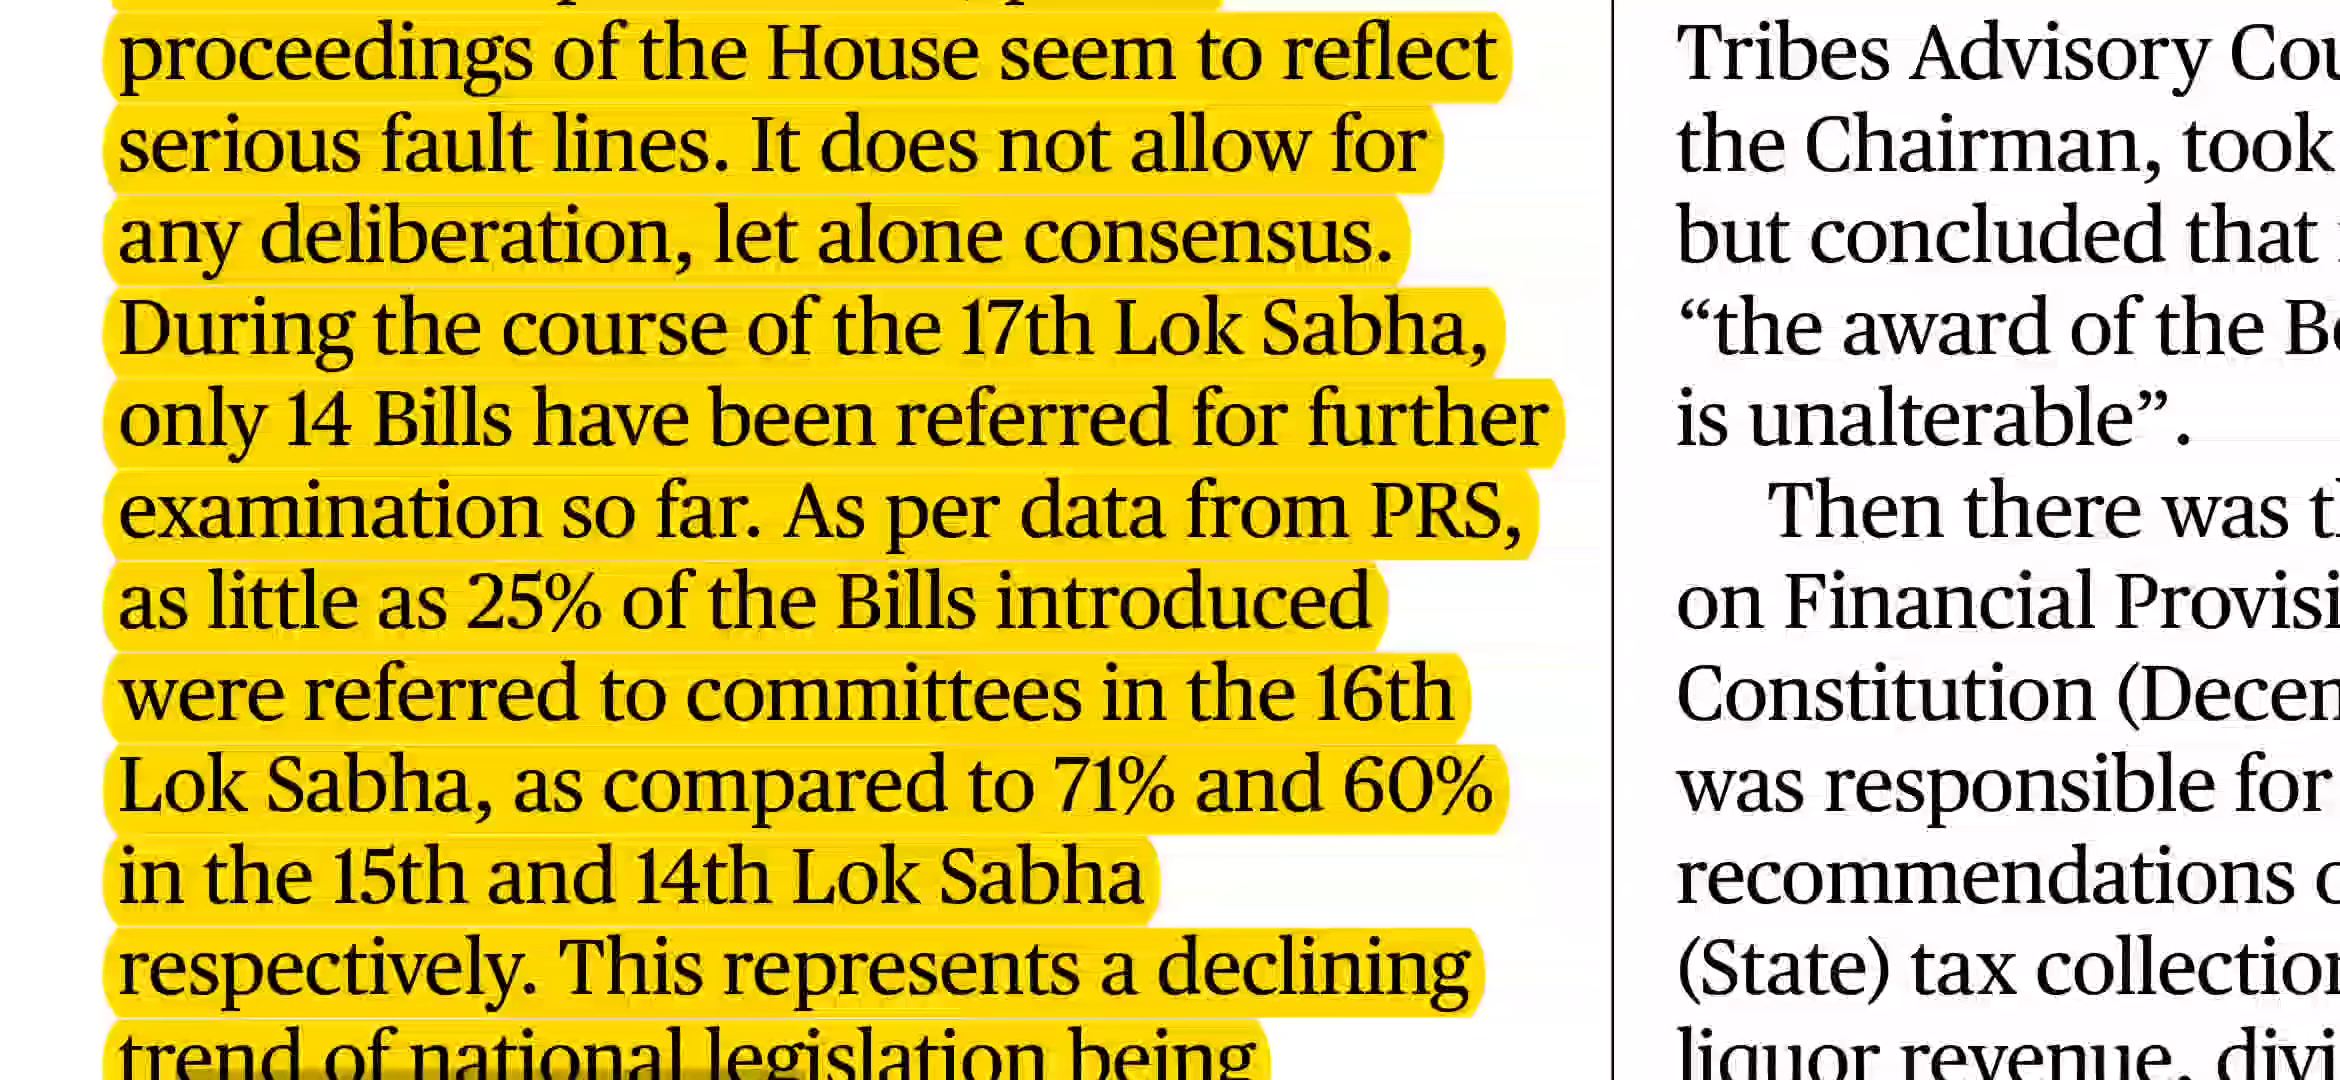 proceedings of the House seem to reflect
serious fault lines. It does not allow for
any deliberation, let alone consensus.
During the course of the 17th Lok Sabha,
only 14 Bills have been referred for further
examination so far. As per data from PRS,
as little as 25% of the Bills introduced
were referred to committees in the 16th
Lok Sabha, as compared to 71% and 60%
in the 15th and 14th Lok Sabha
respectively. This represents a declining
trend of national legislation being
Tribes Advisory
the Chairman, took
but concluded that
“the award of the
is unalterable”.
Then there was
on Financial
Constitution
was responsible for
recommendations
(State) tax
liquor revenue,